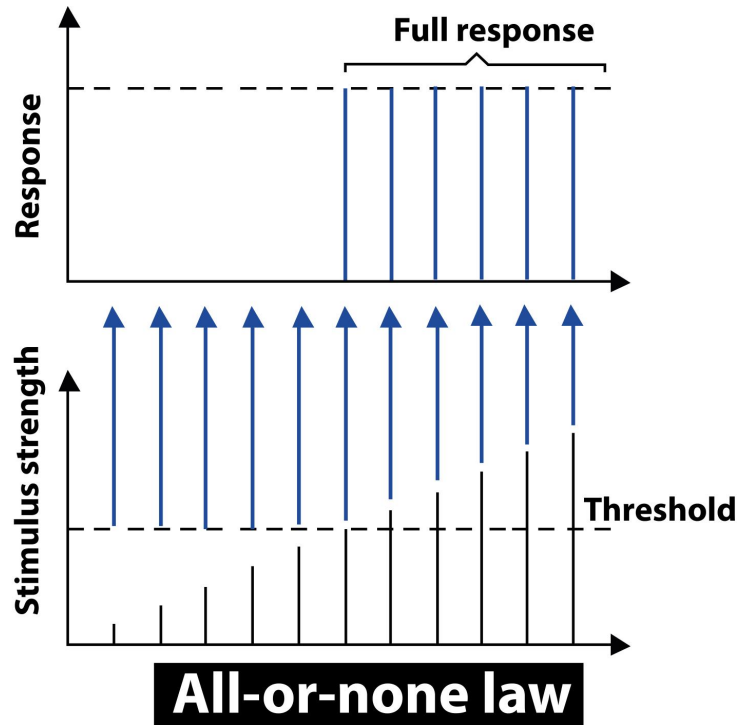 Full response
Response
Stimulus strength
Threshold
All-or-none law